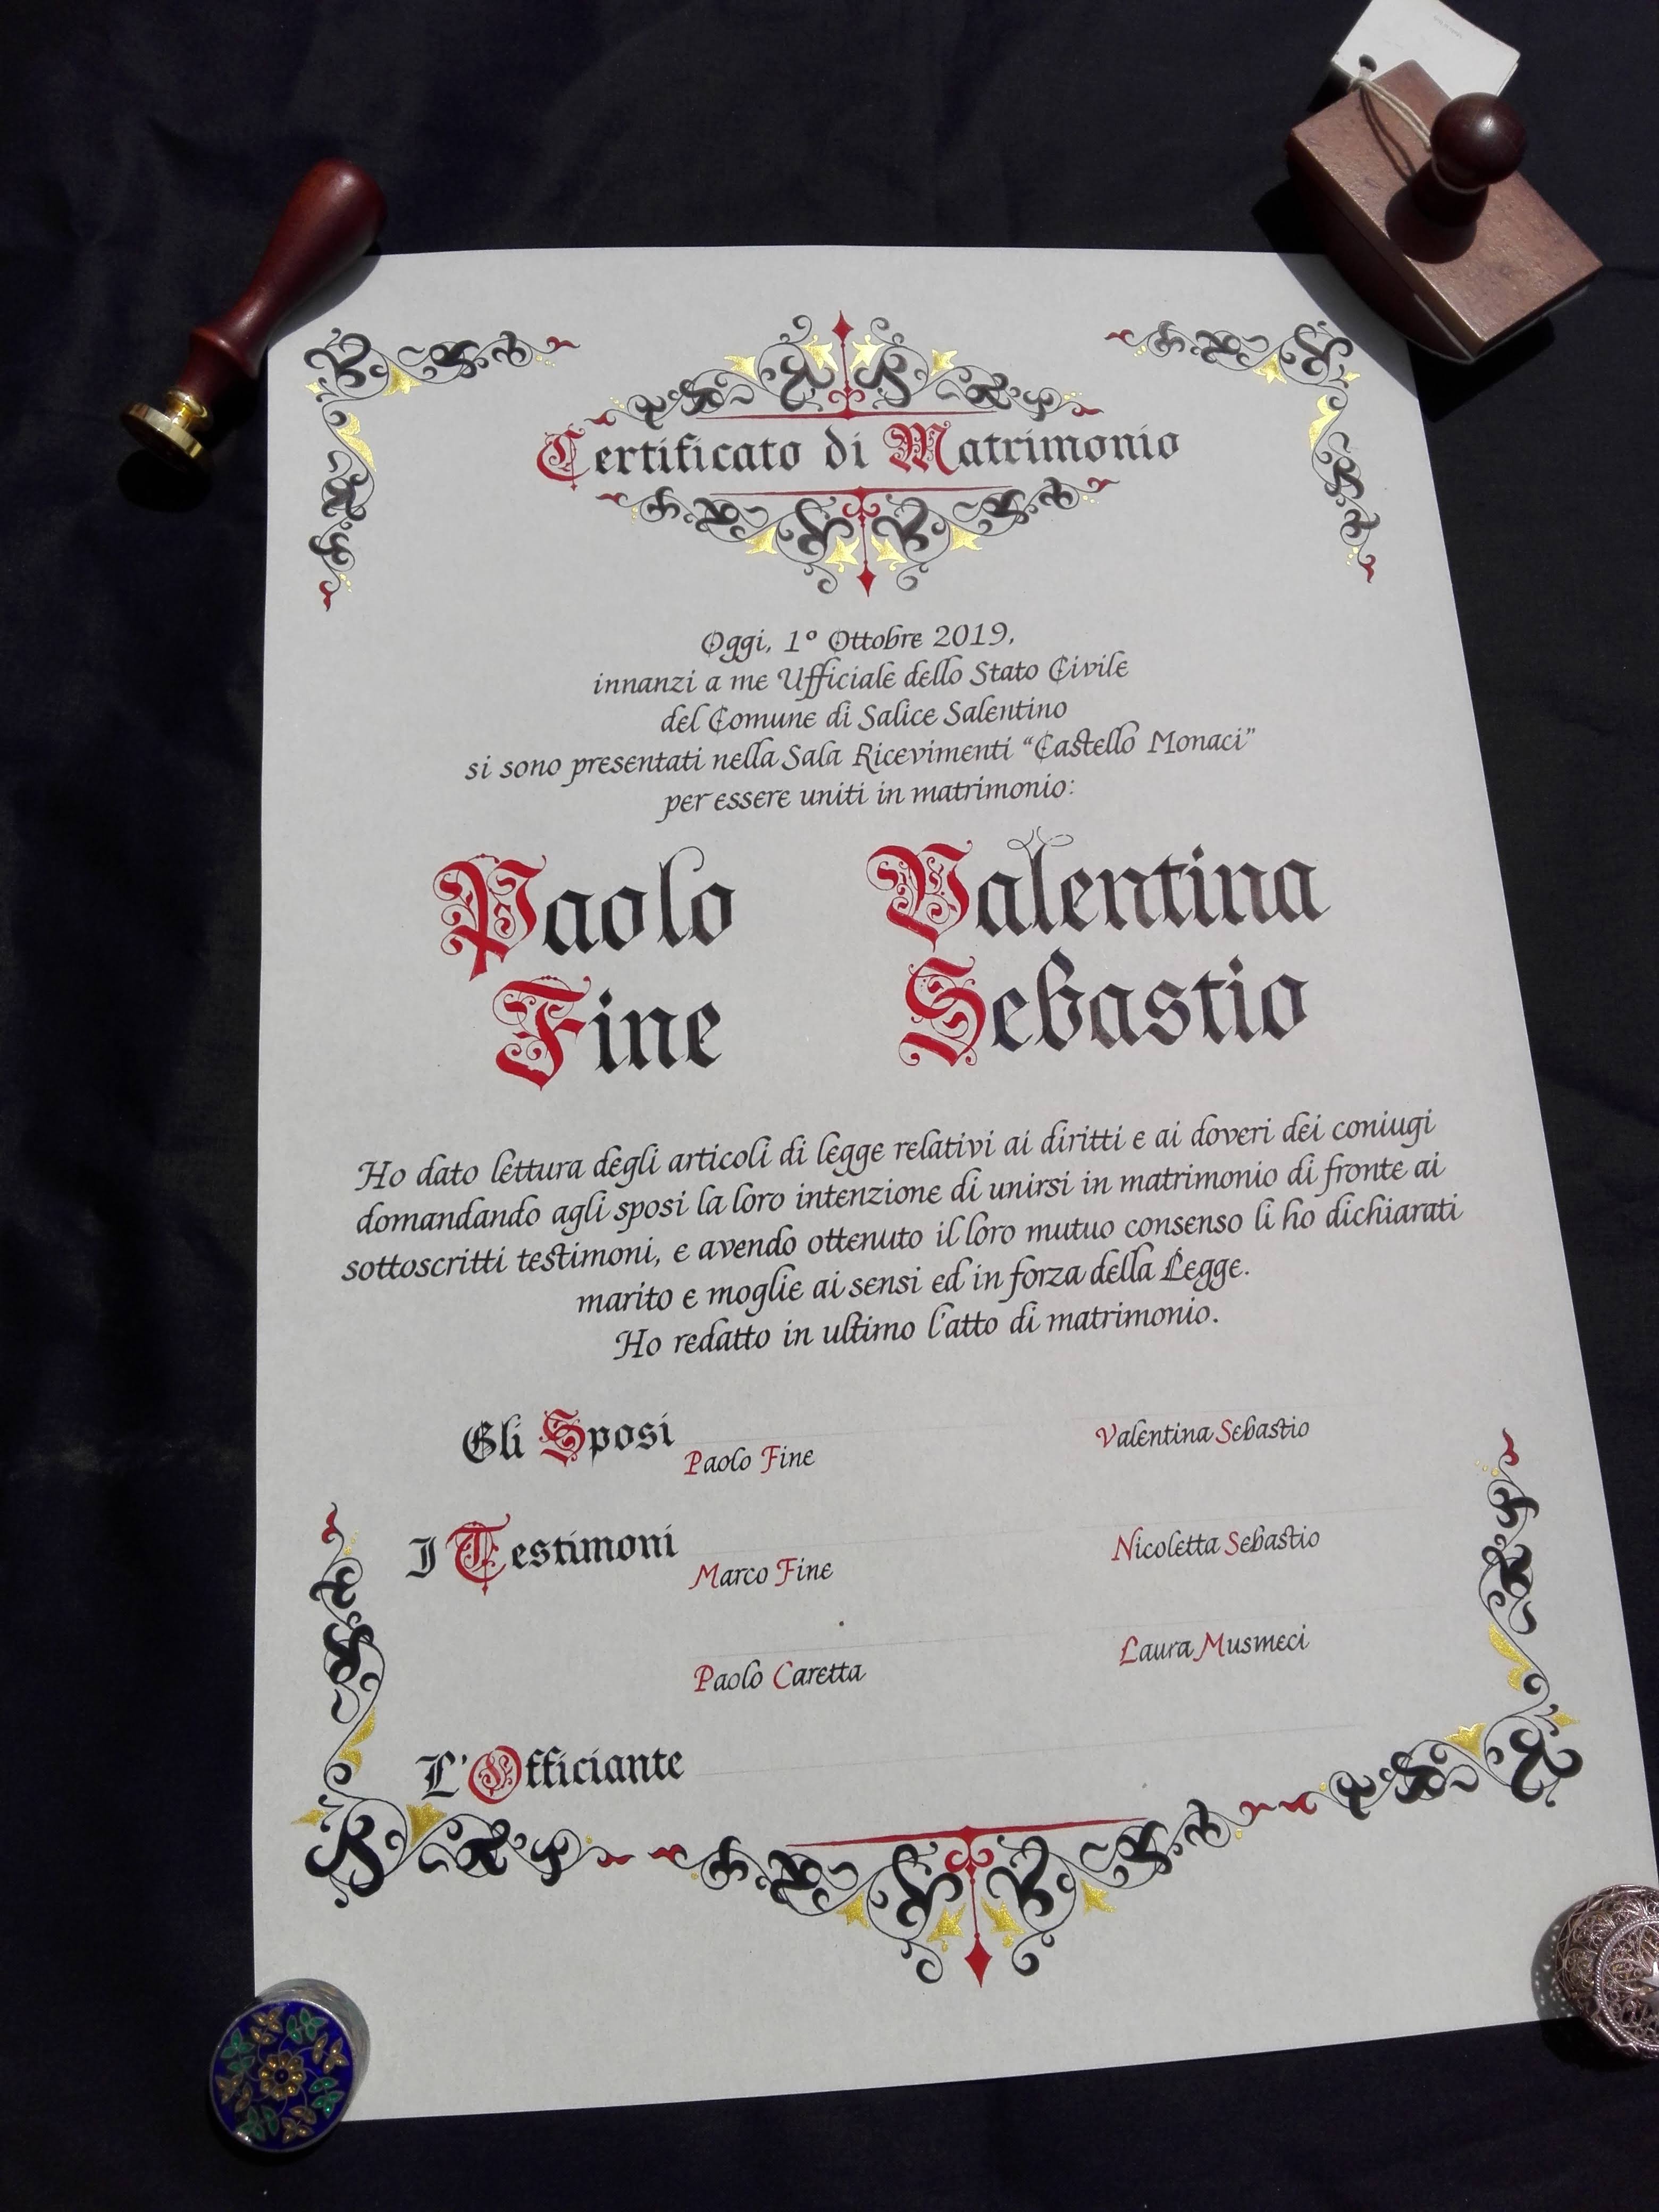 Certificato di Matrimonio
Oggi, 1º Ottobre 2019,
innanzi a me Ufficiale dello Stato Civile
del Comune di Salice Salentino
si sono presentati nella Sala Ricevimenti “Castello Monaci”
per essere uniti in matrimonio:
Paolo Fine
Valentina Sebastio
Ho dato lettura degli articoli di legge relativi ai diritti e ai doveri dei coniugi
domandando agli sposi la loro intenzione di unirsi in matrimonio di fronte ai
sottoscritti testimoni, e avendo ottenuto il loro mutuo consenso li ho dichiarati
marito e moglie ai sensi ed in forza della Legge.
Ho redatto in ultimo l'atto di matrimonio.
Gli Sposi
Paolo Fine Valentina Sebastio
I Testimoni
Marco Fine Nicoletta Sebastio
Paolo Caretta Laura Musmeci
L'Officiante